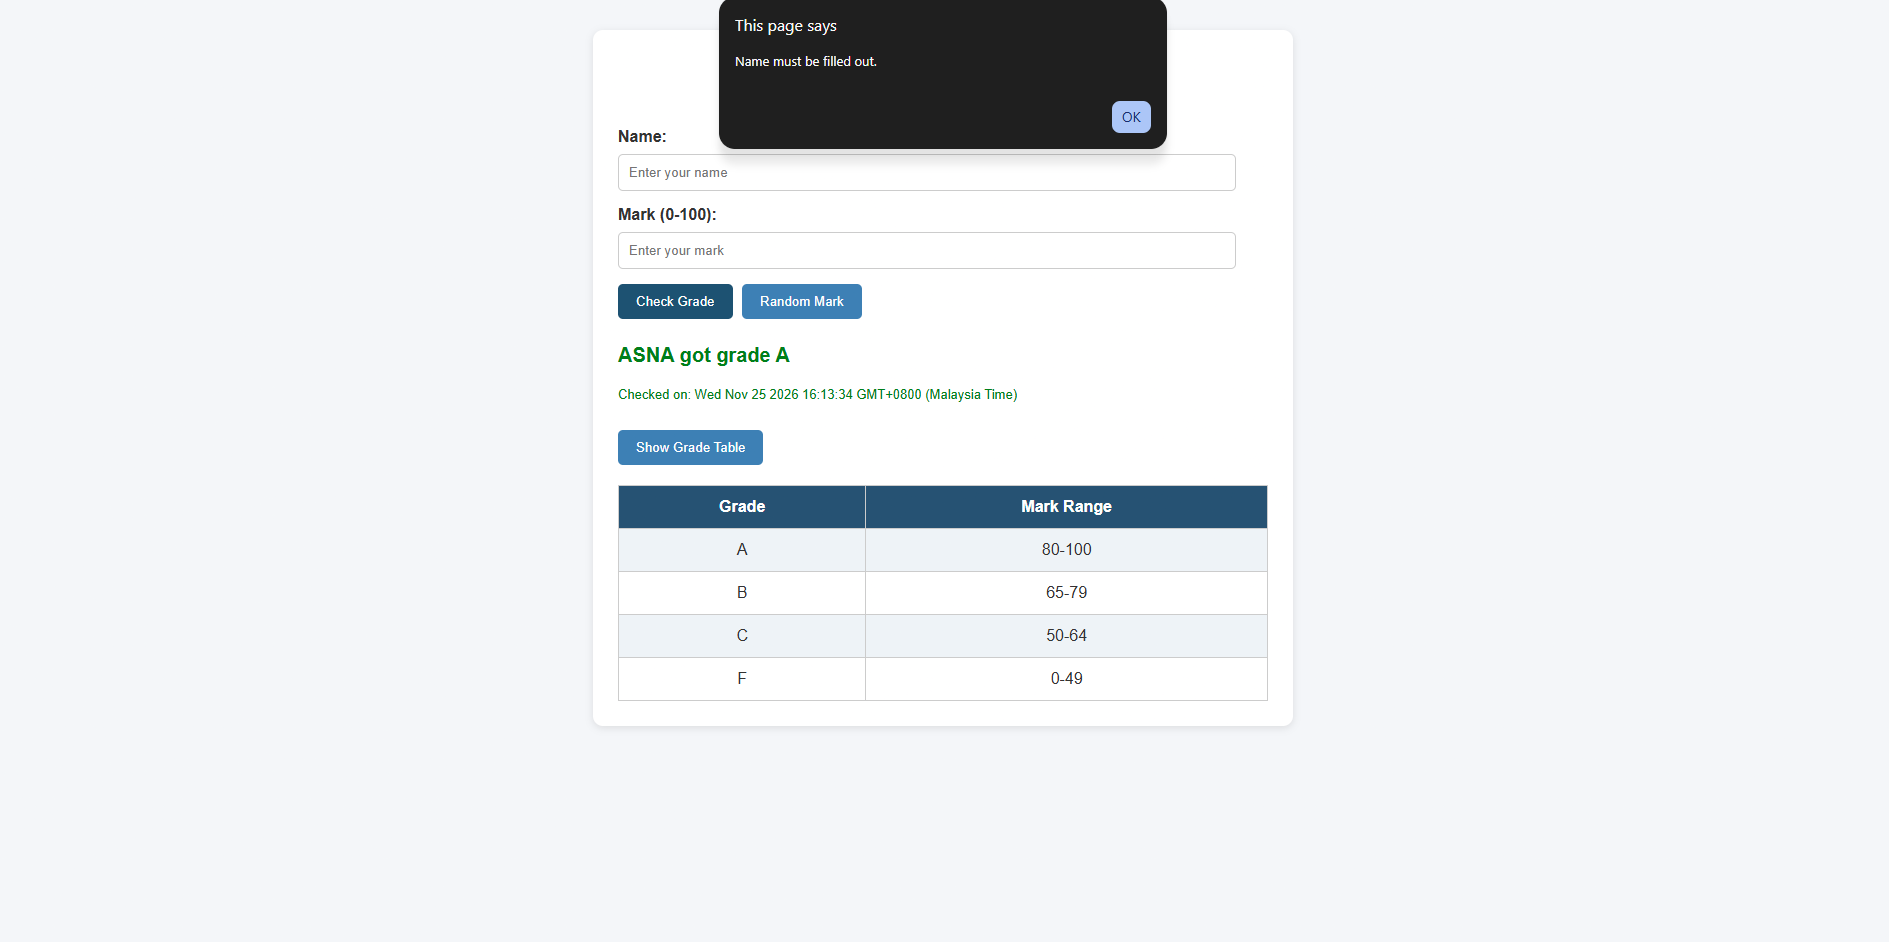 This page says
Name must be filled out.
OK
Name:
Enter your name
Mark (0-100):
Enter your mark
Check Grade Random Mark
ASNA got grade A
Checked on: Wed Nov 25 2026 16:13:34 GMT+0800 (Malaysia Time)
Show Grade Table
Grade Mark Range
A 80-100
B 65-79
C 50-64
F 0-49